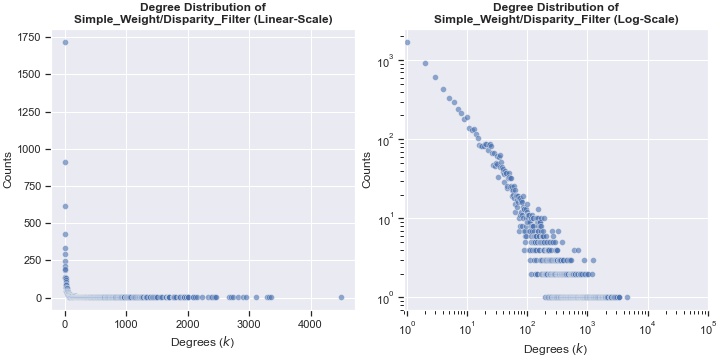 Degree Distribution of
Simple_Weight/Disparity_Filter (Linear-Scale)
1750
1500
1250
1000
750
500
250
0
Counts
0 1000 2000 3000 4000
Degrees (k)
Degree Distribution of
Simple_Weight/Disparity_Filter (Log-Scale)
10³
10²
10¹
10⁰
Counts
10⁰ 10¹ 10² 10³ 10⁴ 10⁵
Degrees (k)